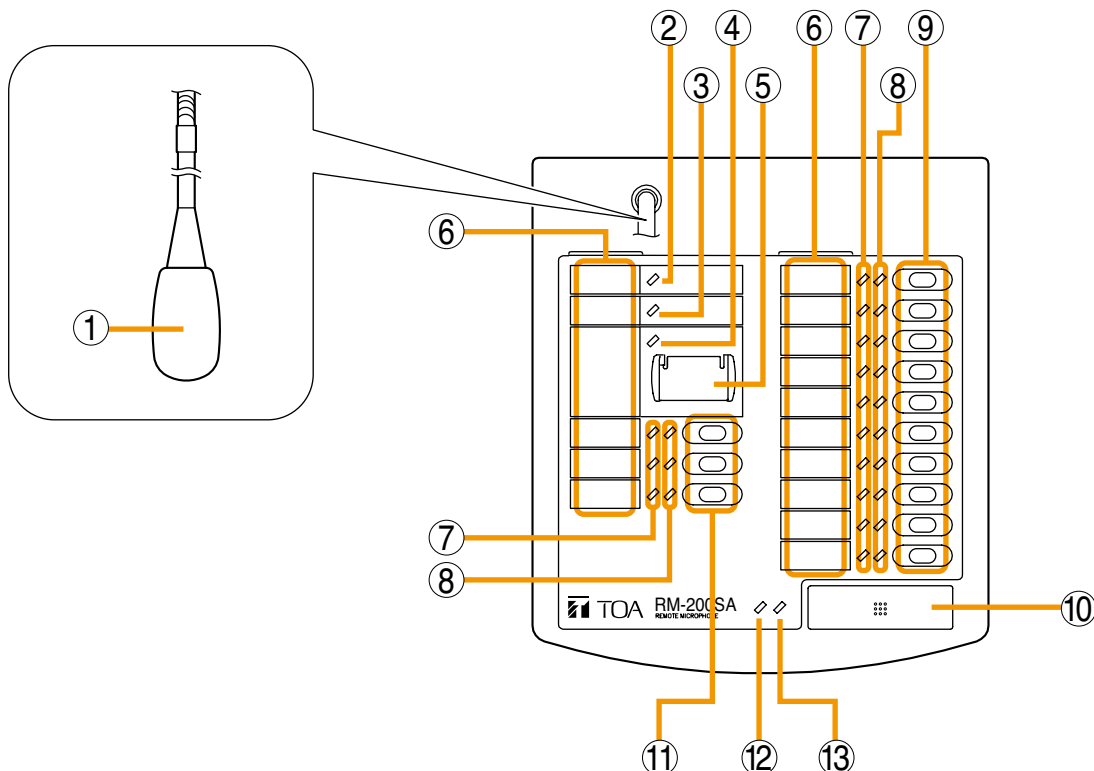 ② ④ ⑥ ⑦ ⑨
③ ⑤ ⑧
⑥
①
⑦
⑧
TOA RM-200SA
REMOTE MICROPHONE
⑩
⑪ ⑫ ⑬